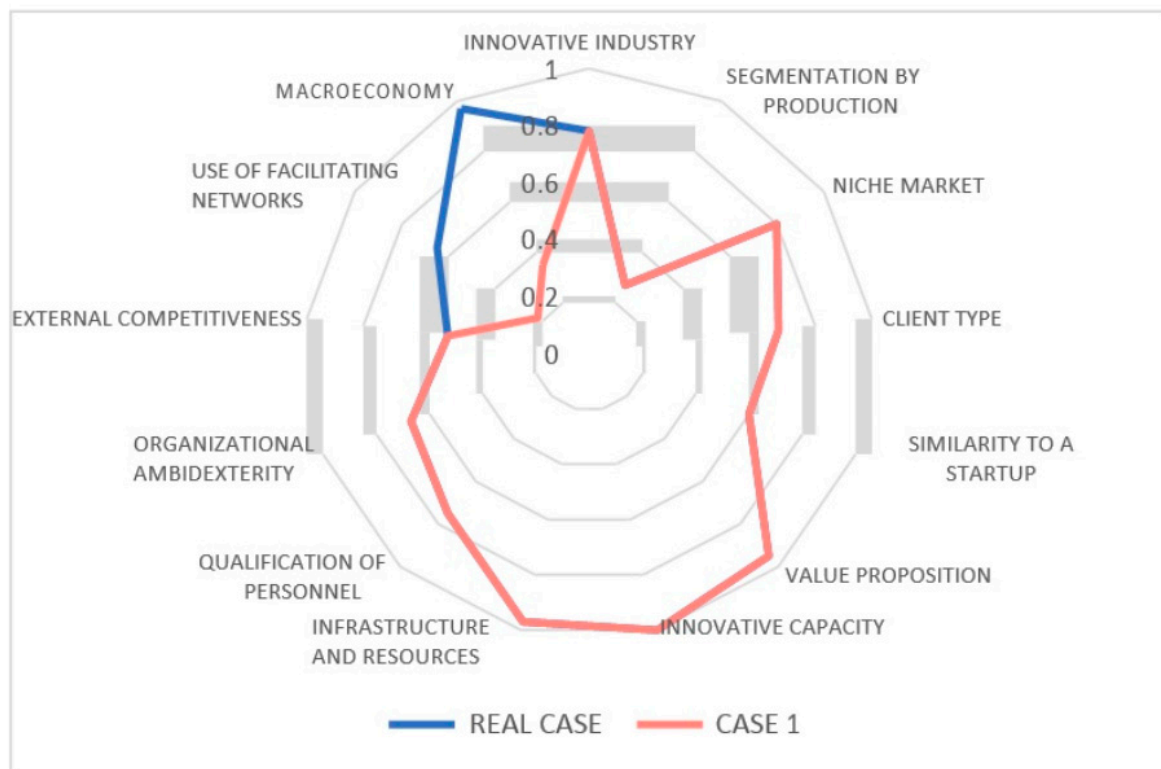 INNOVATIVE INDUSTRY
SEGMENTATION BY
PRODUCTION
NICHE MARKET
CLIENT TYPE
SIMILARITY TO A
STARTUP
VALUE PROPOSITION
INNOVATIVE CAPACITY
INFRASTRUCTURE
AND RESOURCES
QUALIFICATION OF
PERSONNEL
ORGANIZATIONAL
AMBIDEXTERITY
EXTERNAL COMPETITIVENESS
USE OF FACILITATING
NETWORKS
MACROECONOMY
1
0.8
0.6
0.4
0.2
0
REAL CASE
CASE 1